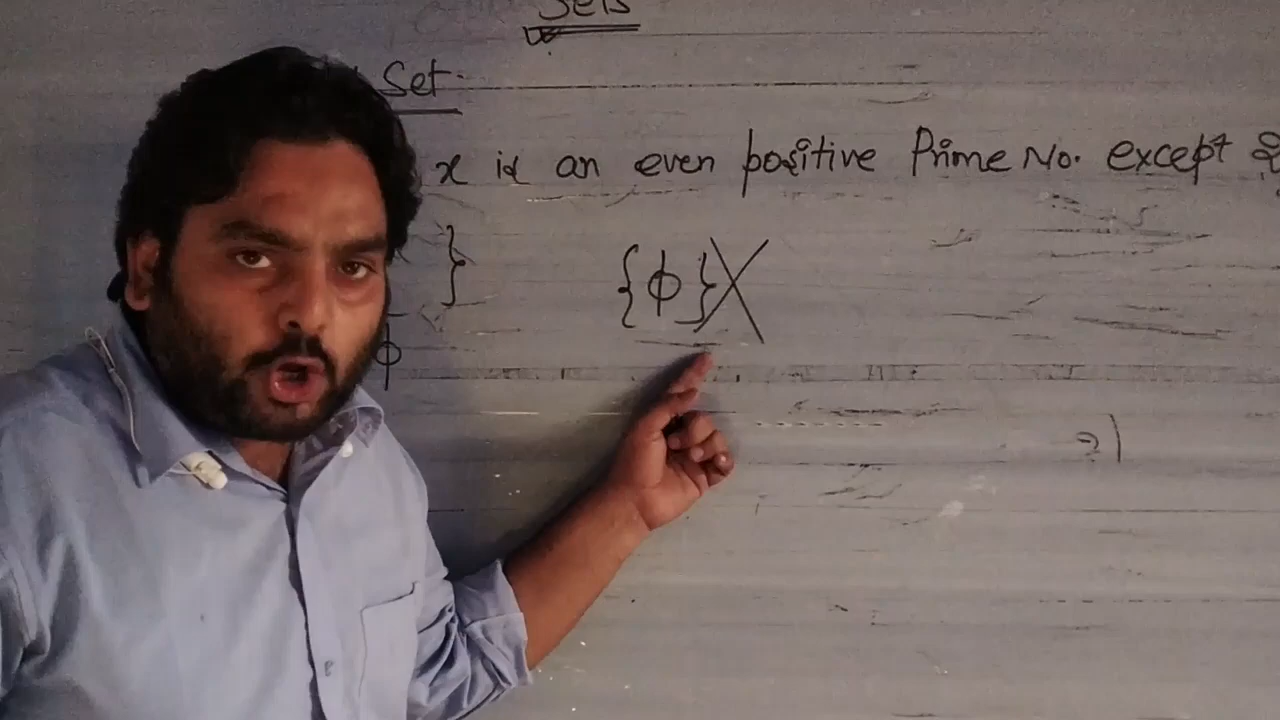 Sets
Set
x is an even positive Prime No. except
} {ϕ}X
ϕ